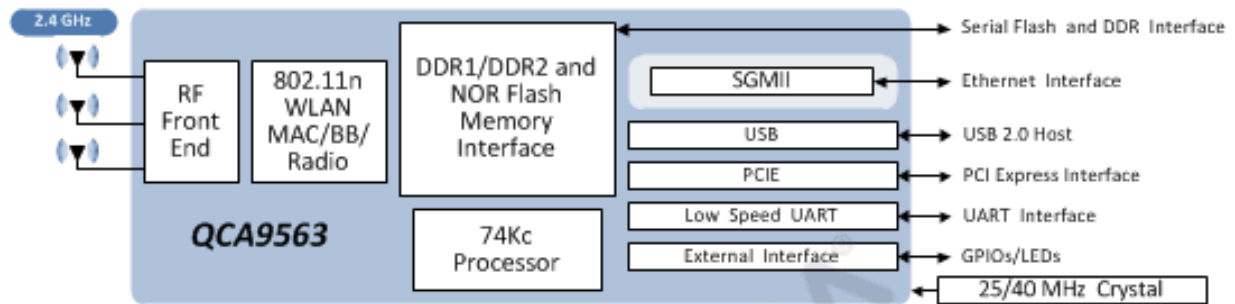 2.4 GHz
RF
Front
End
802.11n
WLAN
MAC/BB/
Radio
DDR1/DDR2 and
NOR Flash
Memory
Interface
74Kc
Processor
QCA9563
SGMII
USB
PCIE
Low Speed UART
External Interface
Serial Flash and DDR Interface
Ethernet Interface
USB 2.0 Host
PCI Express Interface
UART Interface
GPIOs/LEDs
25/40 MHz Crystal
®